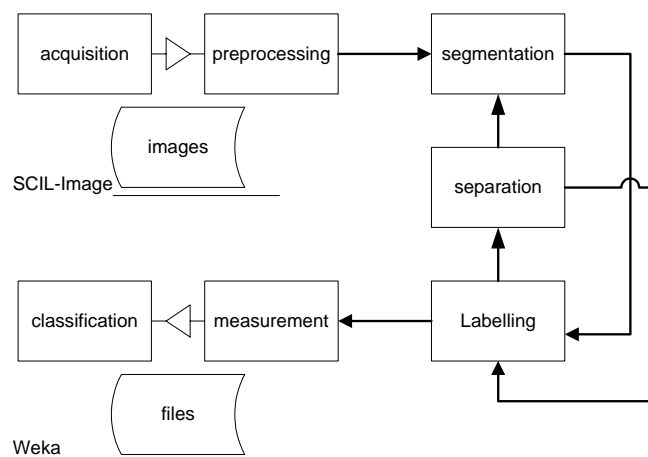 acquisition
preprocessing
segmentation
images
SCIL-Image
separation
classification
measurement
Labelling
files
Weka